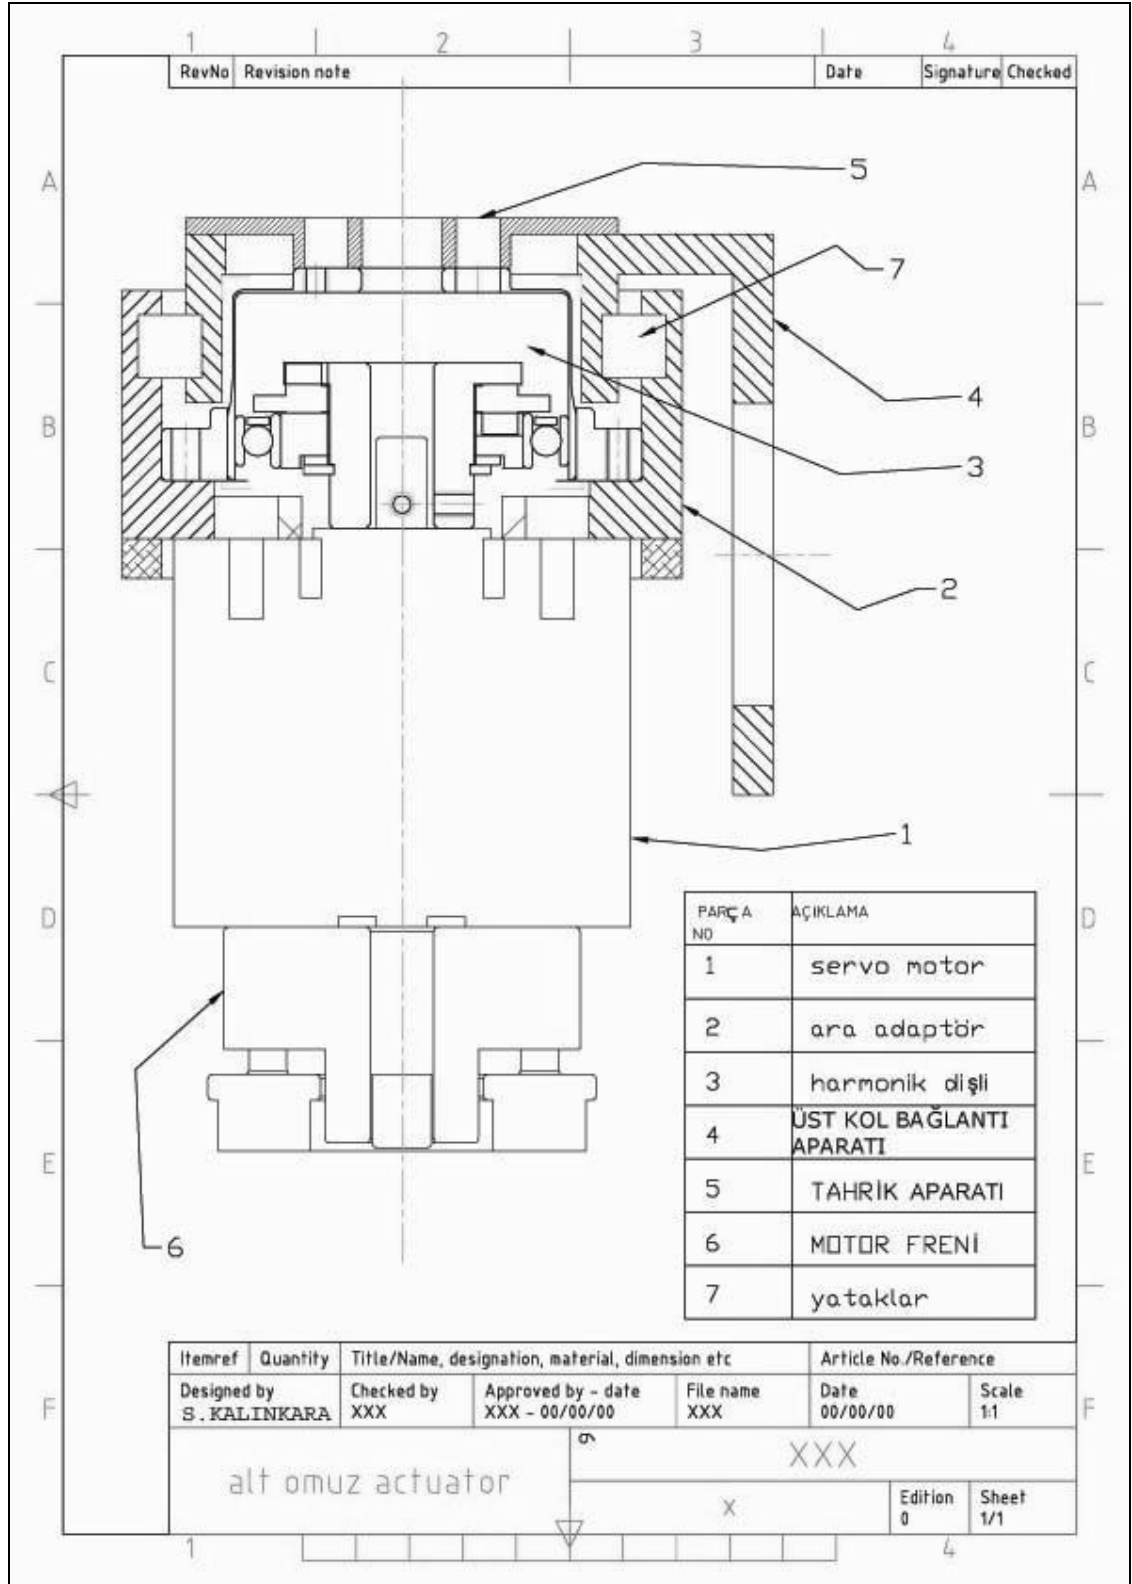 1 2 3 4
RevNo Revision note Date Signature Checked
A A
5
7
4
B B
3
2
C C
1
D D
PARÇA NO AÇIKLAMA
1 servo motor
2 ara adaptör
3 harmonik dişli
4 ÜST KOL BAĞLANTI
APARATI
5 TAHRİK APARATI
6 MOTOR FRENİ
7 yataklar
E E
6
Itemref Quantity Title/Name, designation, material, dimension etc Article No./Reference
Designed by Checked by Approved by - date File name Date Scale
S.KALINKARA XXX XXX - 00/00/00 XXX 00/00/00 1:1
F F
6
XXX
alt omuz actuator
X
Edition Sheet
0 1/1
1 4